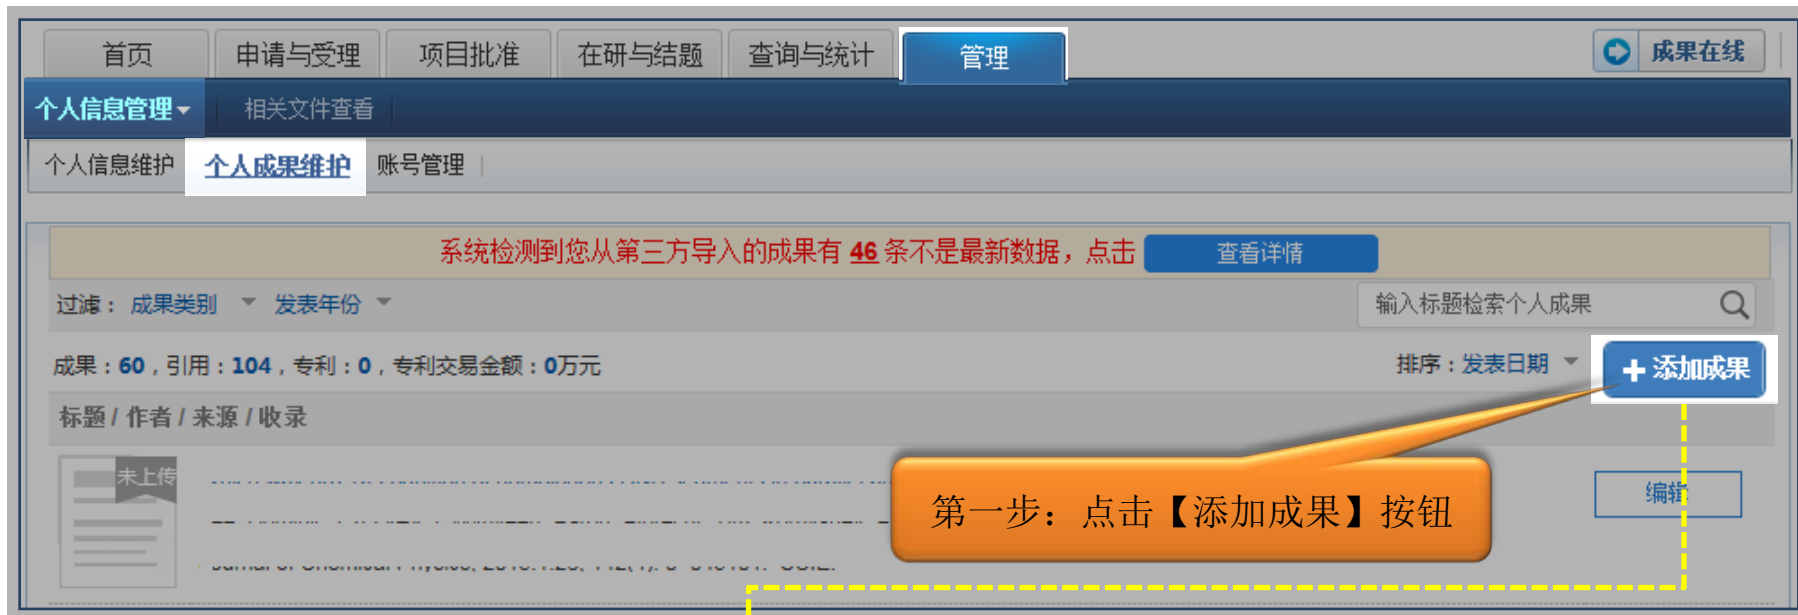 首页 申请与受理 项目批准 在研与结题 查询与统计 管理 成果在线
个人信息管理 相关文件查看
个人信息维护 个人成果维护 账号管理
系统检测到您从第三方导入的成果有 46 条不是最新数据，点击 查看详情
过滤： 成果类别 发表年份 输入标题检索个人成果
成果：60，引用：104，专利：0，专利交易金额：0万元 排序：发表日期 添加成果
标题 / 作者 / 来源 / 收录
未上传
第一步：点击【添加成果】按钮
编辑